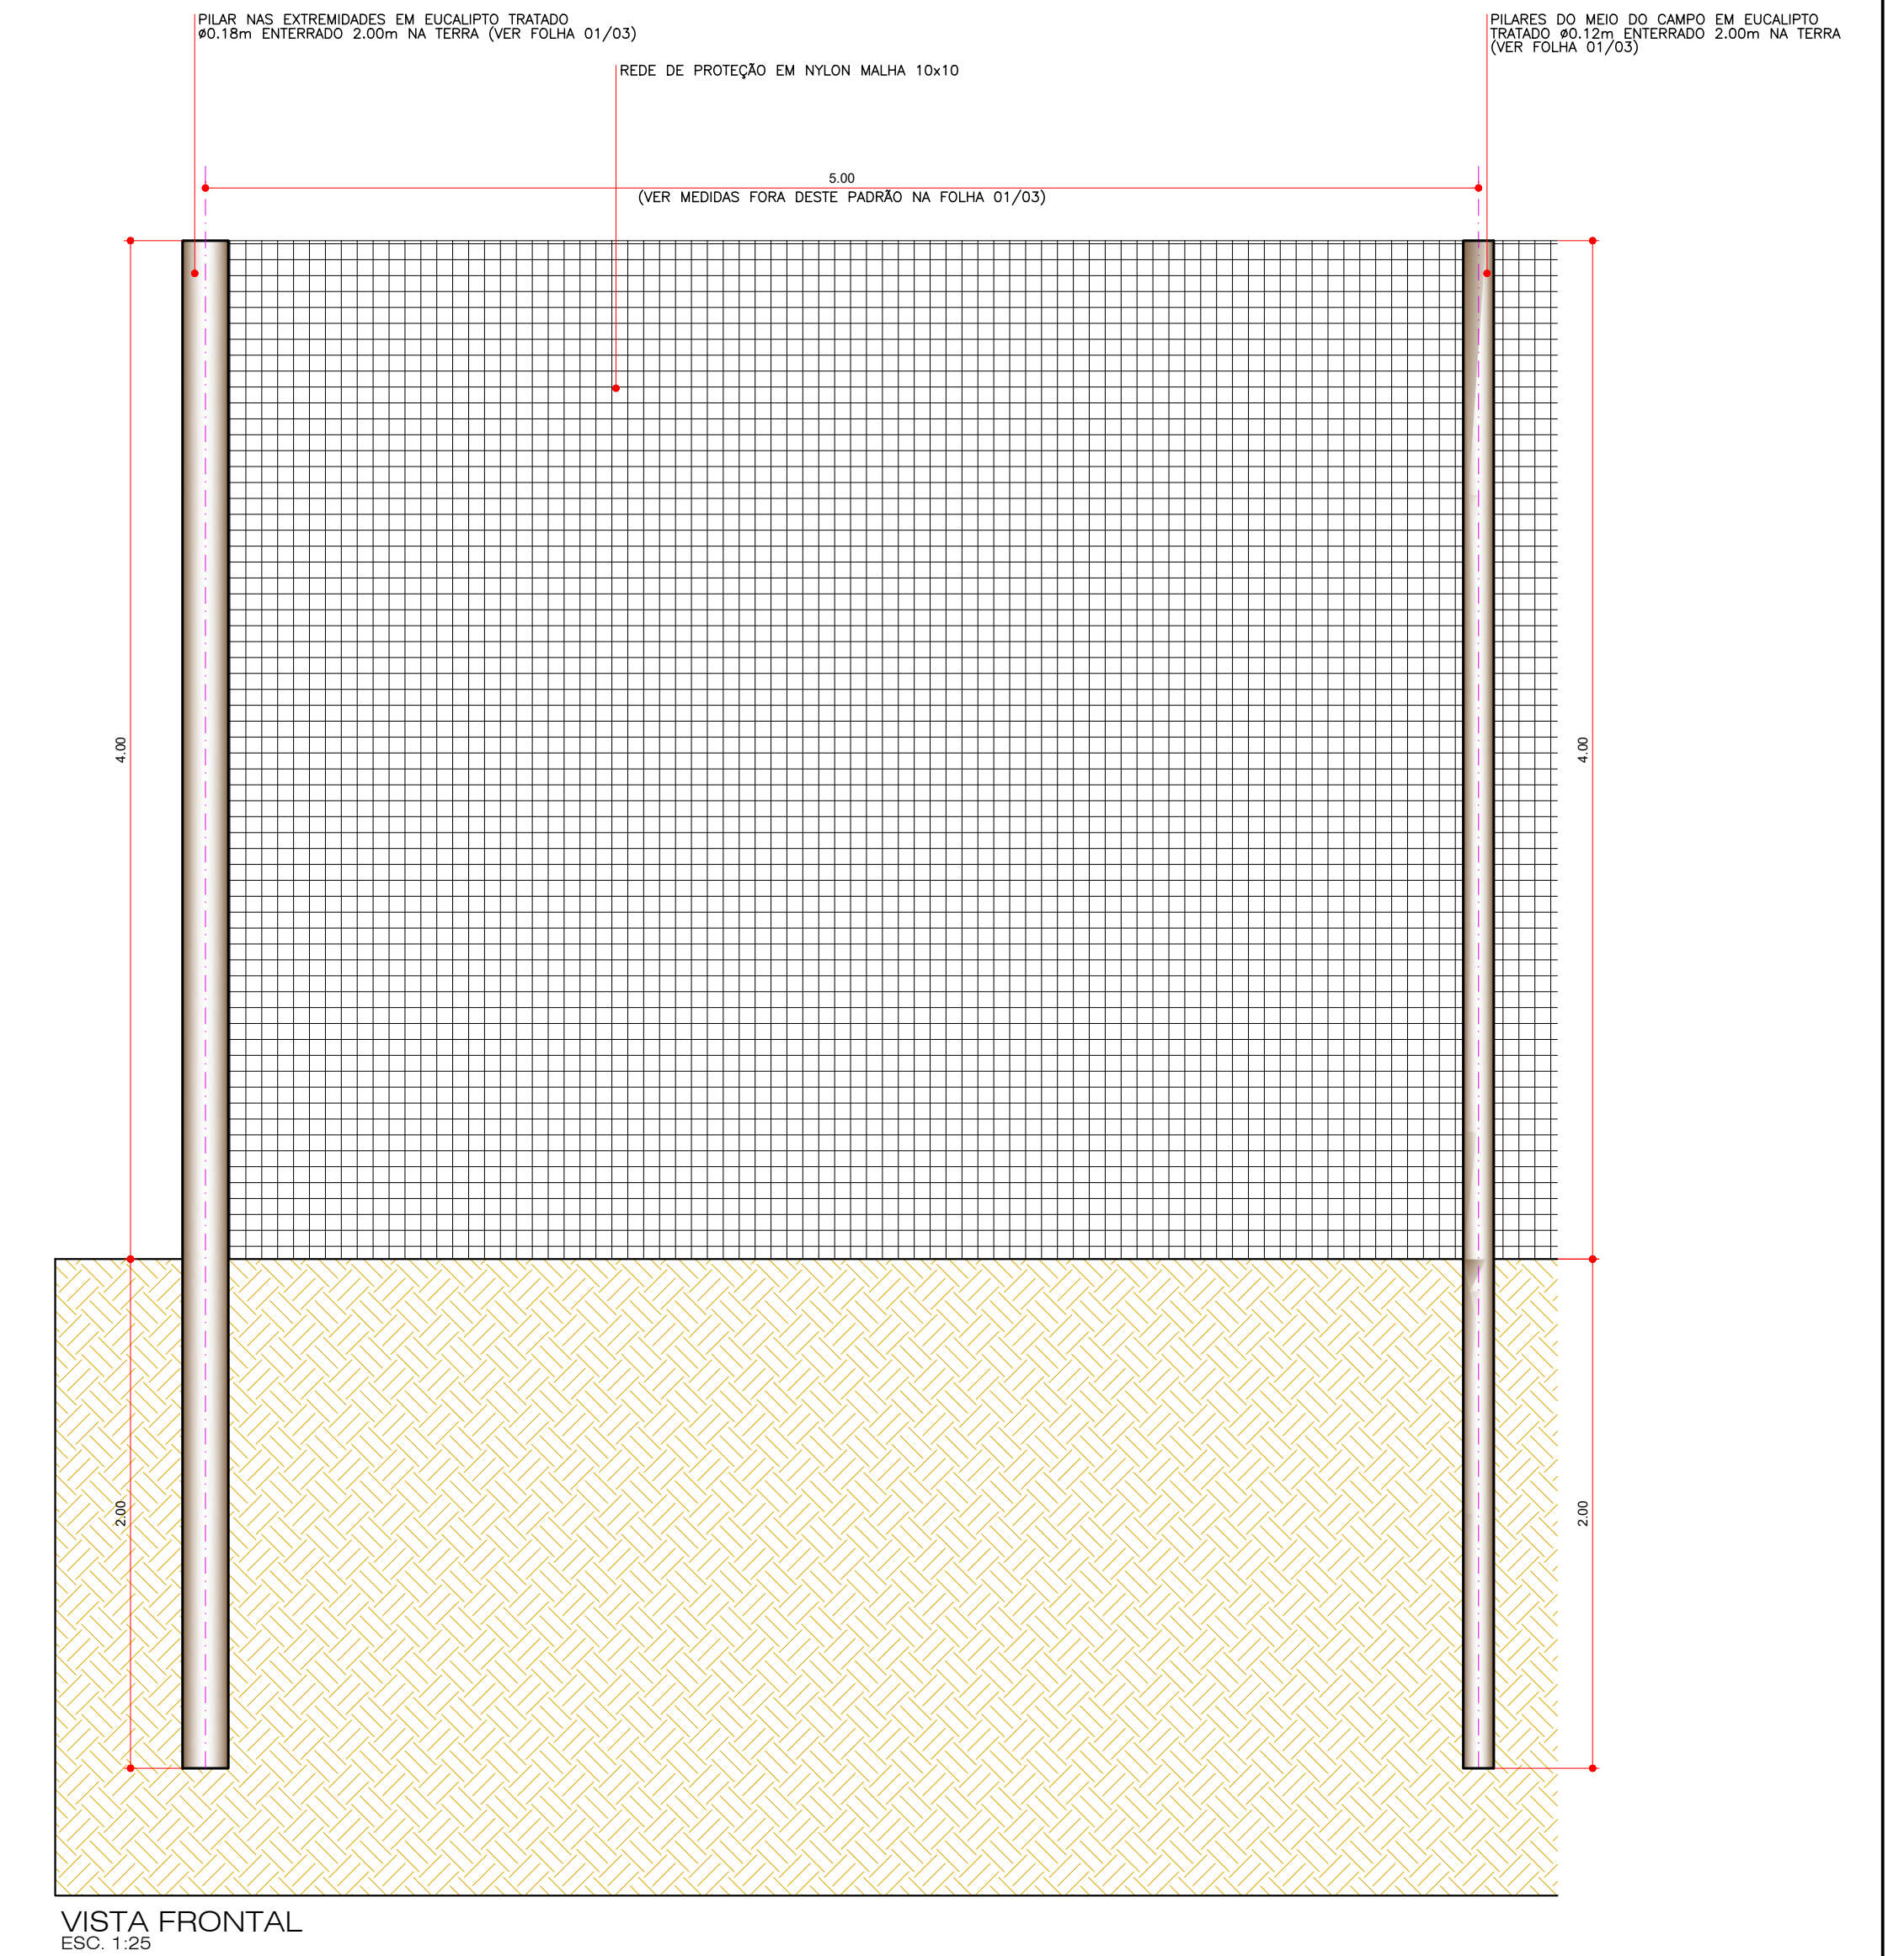 PILAR NAS EXTREMIDADES EM EUCALIPTO TRATADO
ø0.18m ENTERRADO 2.00m NA TERRA (VER FOLHA 01/03)
PILARES DO MEIO DO CAMPO EM EUCALIPTO
TRATADO ø0.12m ENTERRADO 2.00m NA TERRA
(VER FOLHA 01/03)
REDE DE PROTEÇÃO EM NYLON MALHA 10x10
5.00
(VER MEDIDAS FORA DESTE PADRÃO NA FOLHA 01/03)
4.00
4.00
2.00
2.00
VISTA FRONTAL
ESC. 1:25